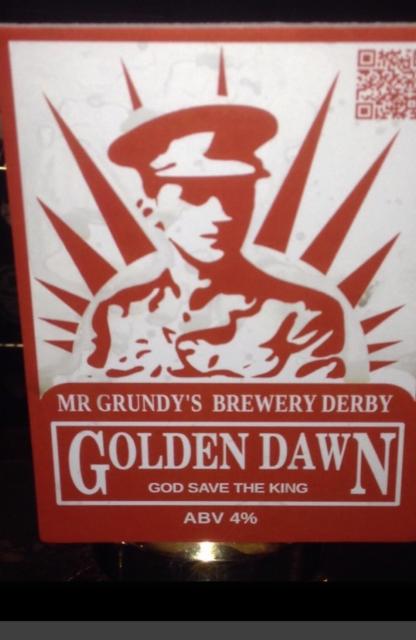 MR GRUNDY'S BREWERY DERBY
GOLDEN DAWN
GOD SAVE THE KING
ABV 4%